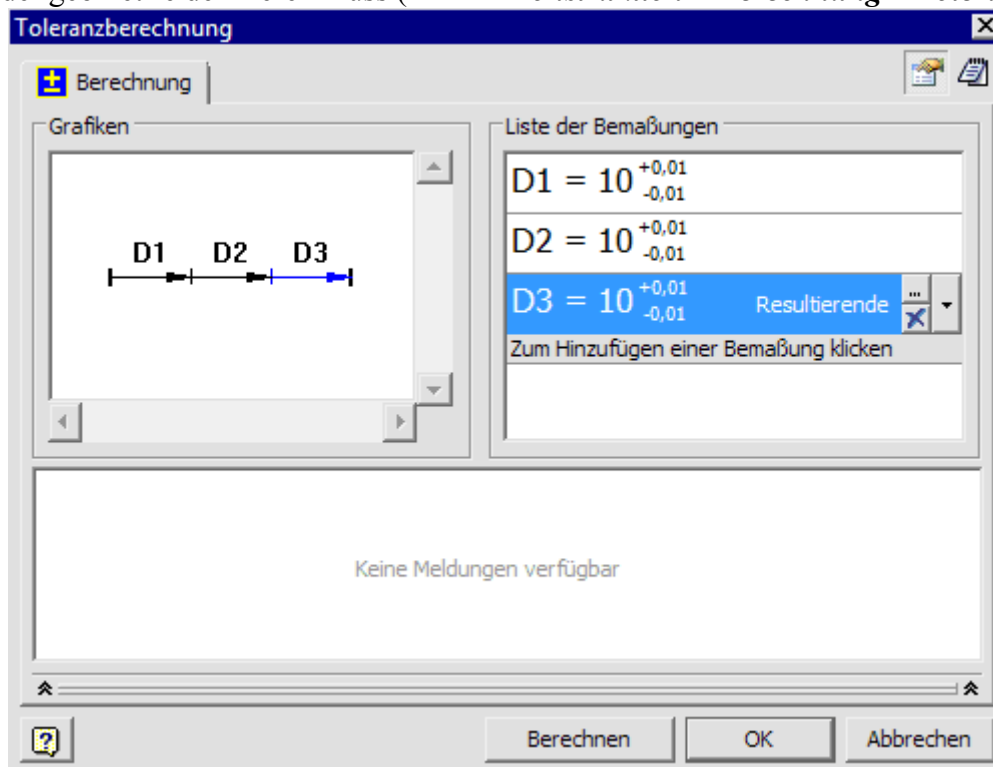 Toleranzberechnung
Berechnung
Grafiken
D1 D2 D3
Liste der Bemaßungen
D1 = 10 +0,01 -0,01
D2 = 10 +0,01 -0,01
D3 = 10 +0,01 -0,01 Resultierende ...
Zum Hinzufügen einer Bemaßung klicken
Keine Meldungen verfügbar
Berechnen OK Abbrechen